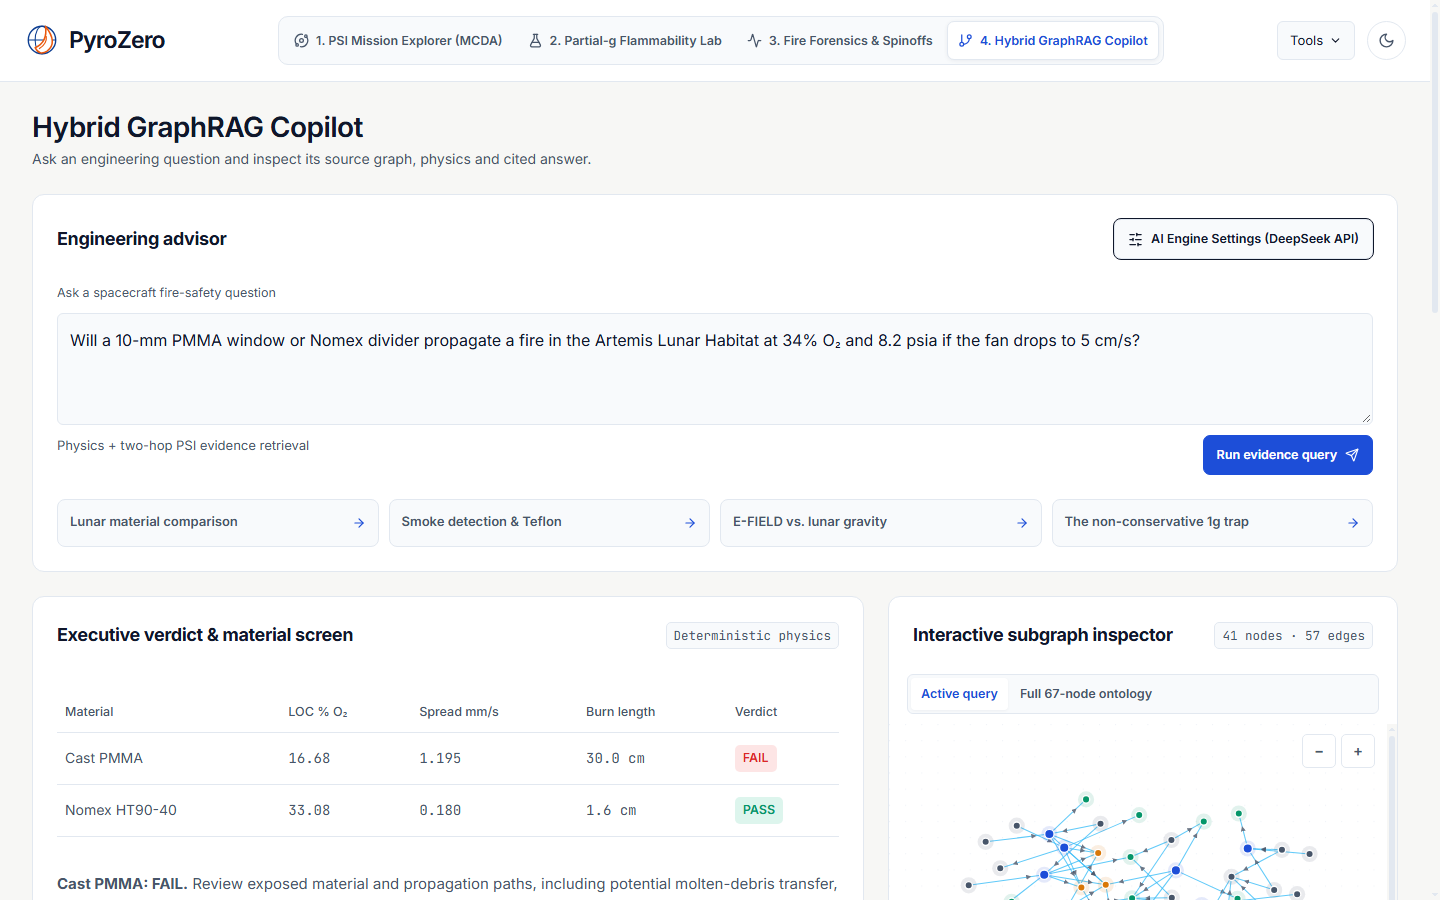 PyroZero
1. PSI Mission Explorer (MCDA)
2. Partial-g Flammability Lab
3. Fire Forensics & Spinoffs
4. Hybrid GraphRAG Copilot
Tools
Hybrid GraphRAG Copilot
Ask an engineering question and inspect its source graph, physics and cited answer.
Engineering advisor
AI Engine Settings (DeepSeek API)
Ask a spacecraft fire-safety question
Will a 10-mm PMMA window or Nomex divider propagate a fire in the Artemis Lunar Habitat at 34% O₂ and 8.2 psia if the fan drops to 5 cm/s?
Physics + two-hop PSI evidence retrieval
Run evidence query
Lunar material comparison
Smoke detection & Teflon
E-FIELD vs. lunar gravity
The non-conservative 1g trap
Executive verdict & material screen
Deterministic physics
Material LOC % O₂ Spread mm/s Burn length Verdict
Cast PMMA 16.68 1.195 30.0 cm FAIL
Nomex HT90-40 33.08 0.180 1.6 cm PASS
Cast PMMA: FAIL. Review exposed material and propagation paths, including potential molten-debris transfer,
Interactive subgraph inspector
41 nodes · 57 edges
Active query
Full 67-node ontology
− +